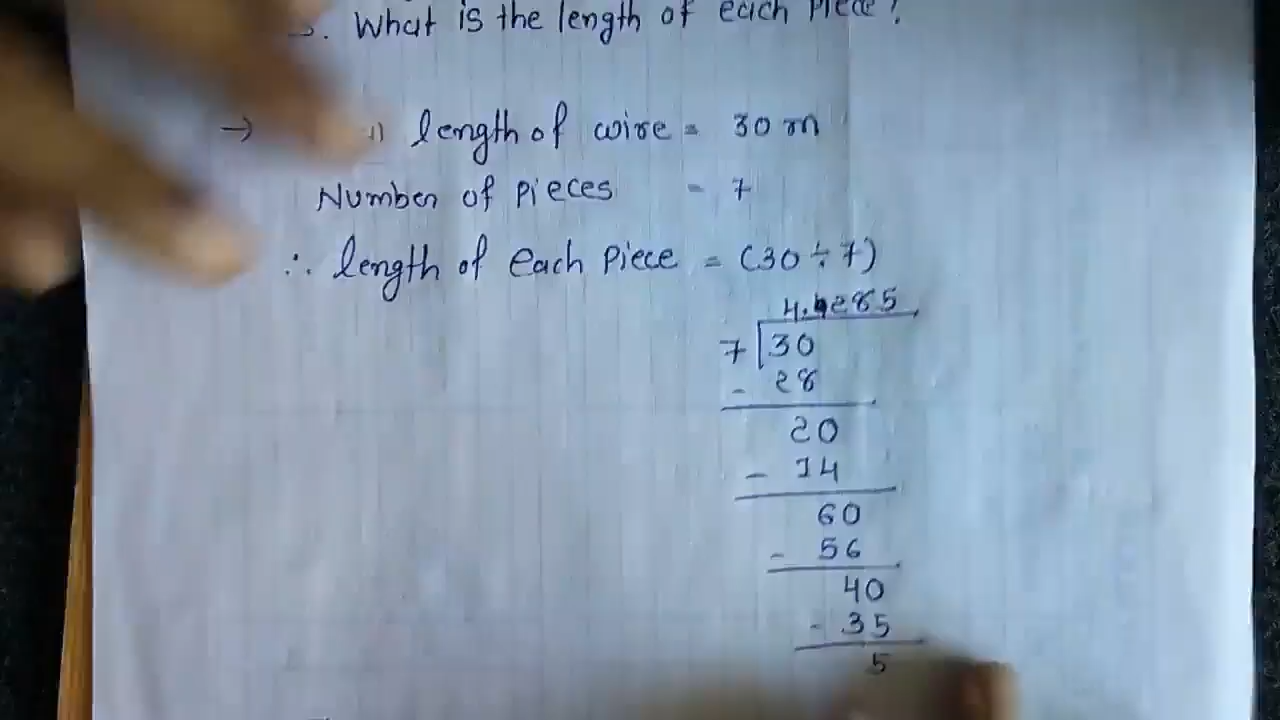 What is the length of each Piece?
→ length of wire = 30 m
Number of Pieces = 7
∴ length of each Piece = (30 ÷ 7)
4.4285
7 30
- 28
20
- 14
60
- 56
40
- 35
5